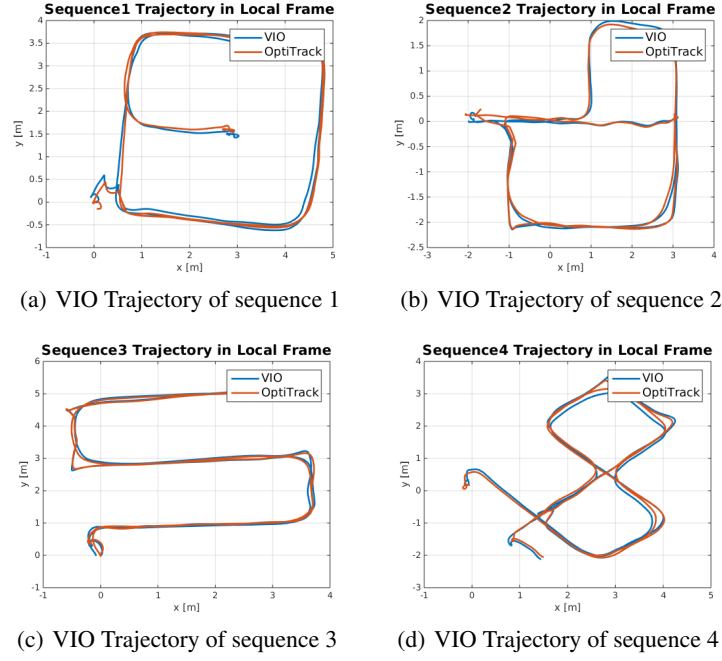 Sequence1 Trajectory in Local Frame
4
3.5
3
2.5
2
1.5
1
0.5
0
-0.5
-1
y [m]
VIO
OptiTrack
-1 0 1 2 3 4 5
x [m]
(a) VIO Trajectory of sequence 1
Sequence2 Trajectory in Local Frame
2
1.5
1
0.5
0
-0.5
-1
-1.5
-2
-2.5
y [m]
VIO
OptiTrack
-3 -2 -1 0 1 2 3 4
x [m]
(b) VIO Trajectory of sequence 2
Sequence3 Trajectory in Local Frame
6
5
4
3
2
1
0
-1
y [m]
VIO
OptiTrack
-1 0 1 2 3 4
x [m]
(c) VIO Trajectory of sequence 3
Sequence4 Trajectory in Local Frame
4
3
2
1
0
-1
-2
-3
y [m]
VIO
OptiTrack
-1 0 1 2 3 4 5
x [m]
(d) VIO Trajectory of sequence 4